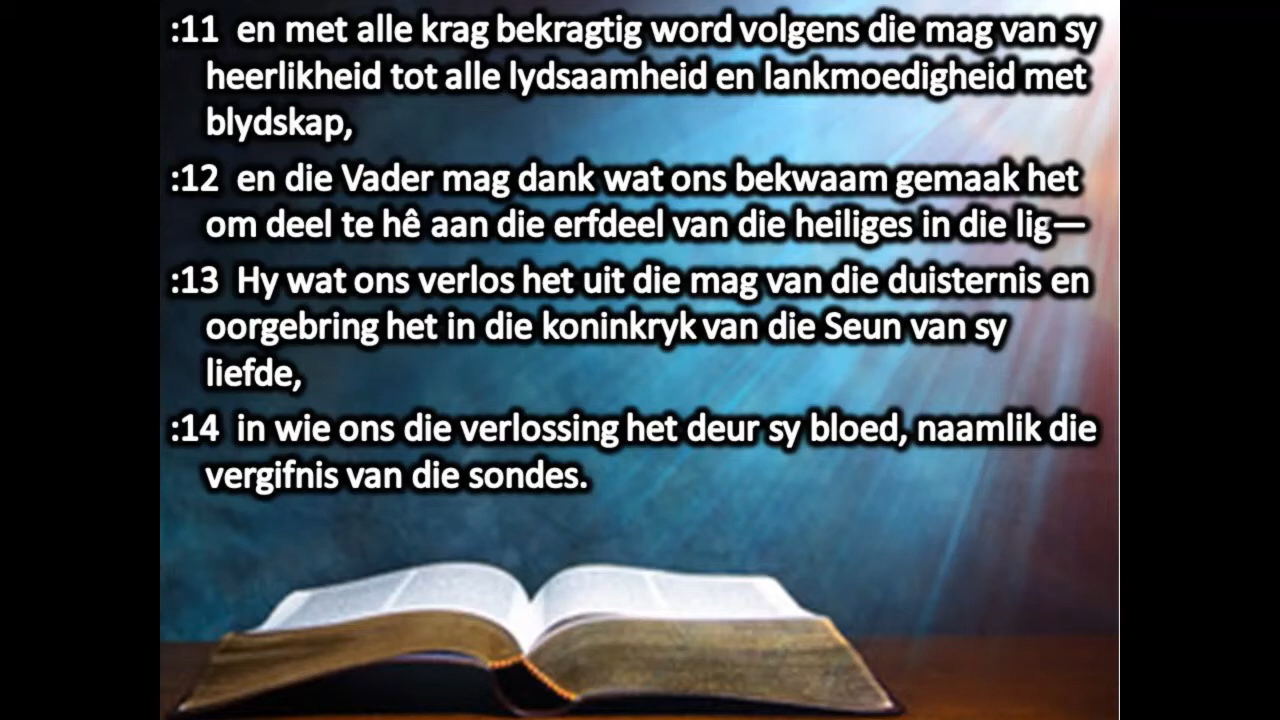 :11 en met alle krag bekragtig word volgens die mag van sy
heerlikheid tot alle lydsaamheid en lankmoedigheid met
blydskap,
:12 en die Vader mag dank wat ons bekwaam gemaak het
om deel te hê aan die erfdeel van die heiliges in die lig—
:13 Hy wat ons verlos het uit die mag van die duisternis en
oorgebring het in die koninkryk van die Seun van sy
liefde,
:14 in wie ons die verlossing het deur sy bloed, naamlik die
vergifnis van die sondes.